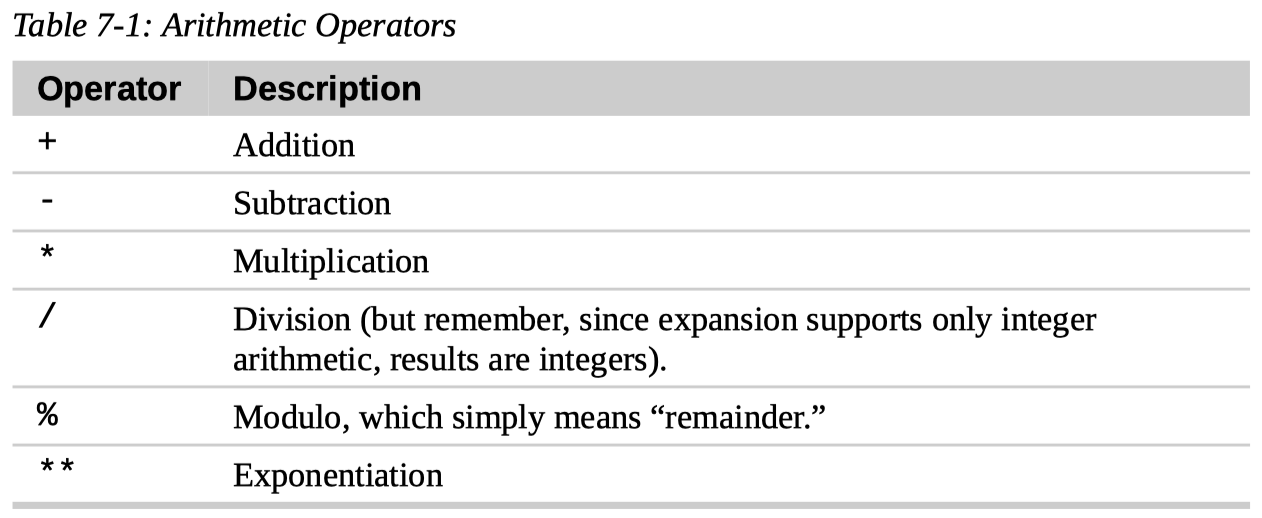 Table 7-1: Arithmetic Operators
Operator Description
+ Addition
- Subtraction
* Multiplication
/ Division (but remember, since expansion supports only integer
arithmetic, results are integers).
% Modulo, which simply means “remainder.”
** Exponentiation